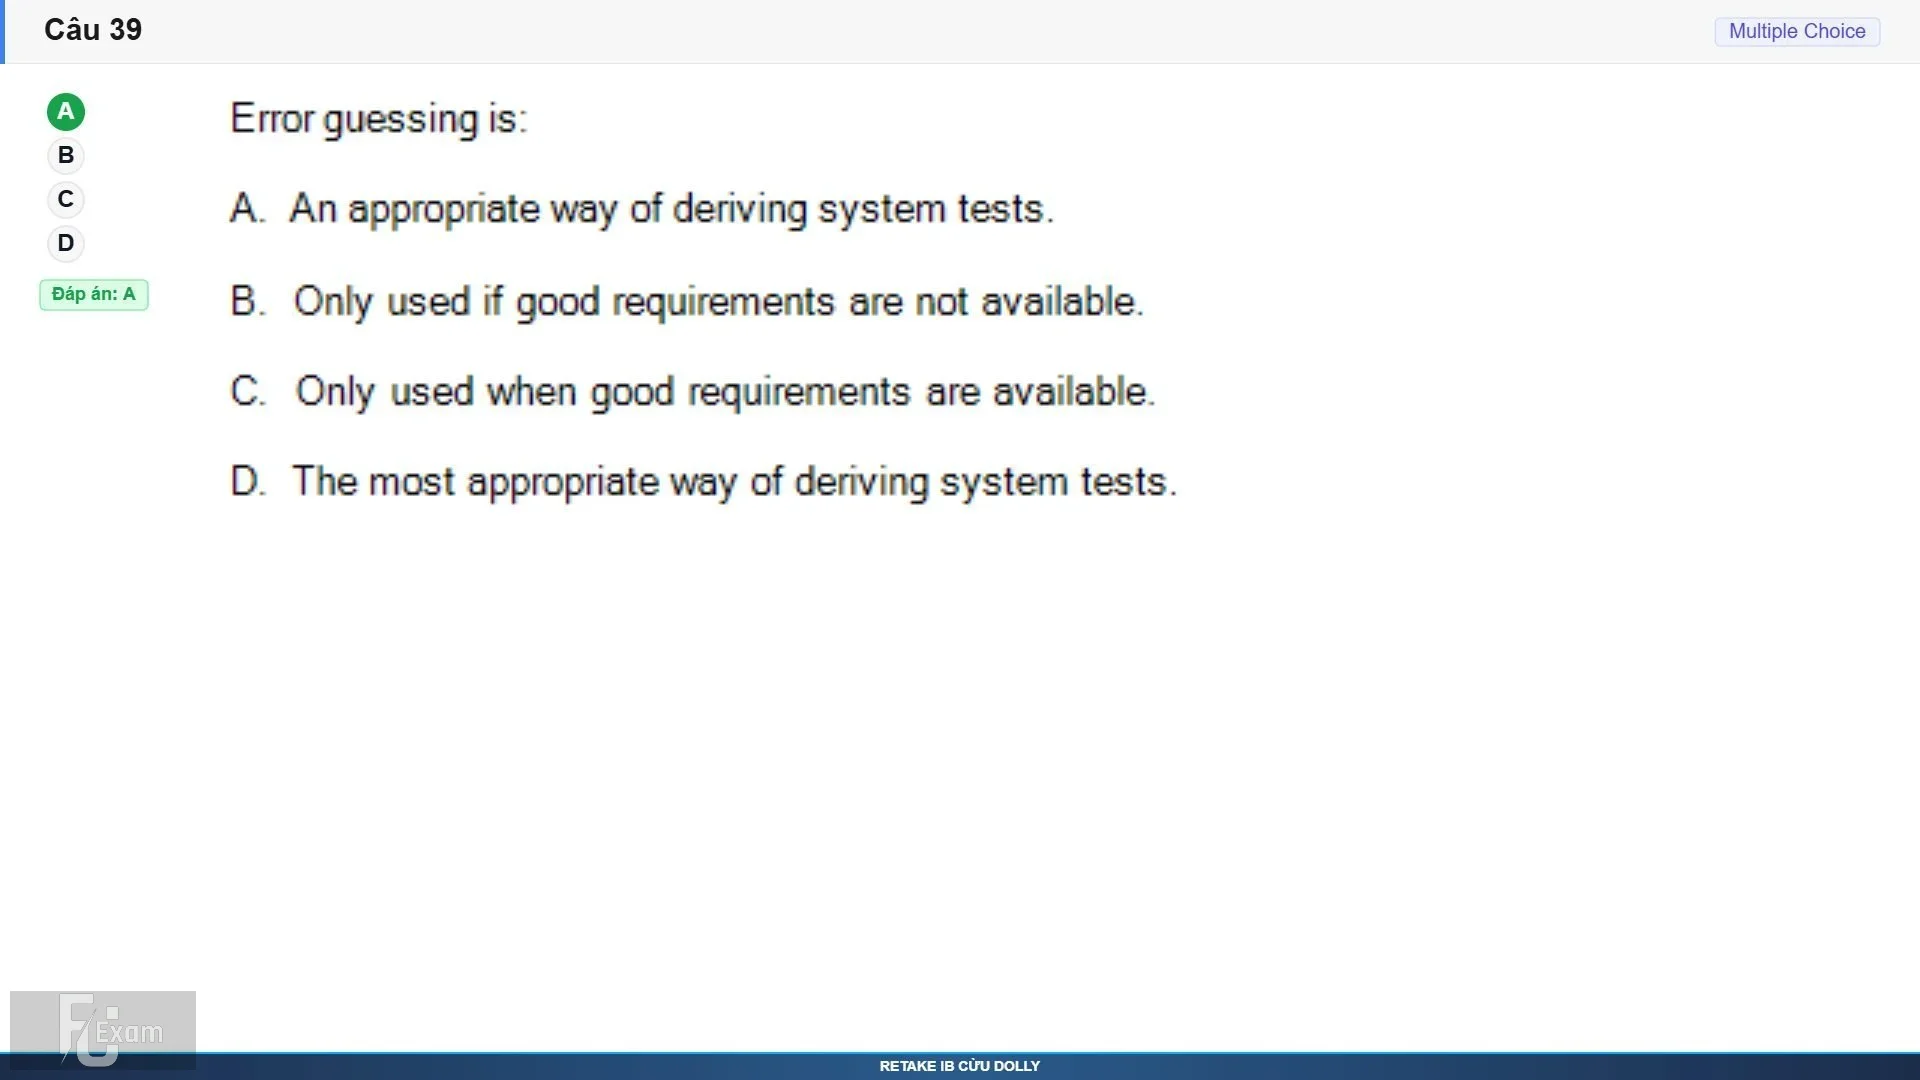 Câu 39
Multiple Choice
A
B
C
D
Đáp án: A
Error guessing is:
A. An appropriate way of deriving system tests.
B. Only used if good requirements are not available.
C. Only used when good requirements are available.
D. The most appropriate way of deriving system tests.
FU Exam
RETAKE IB CỪU DOLLY